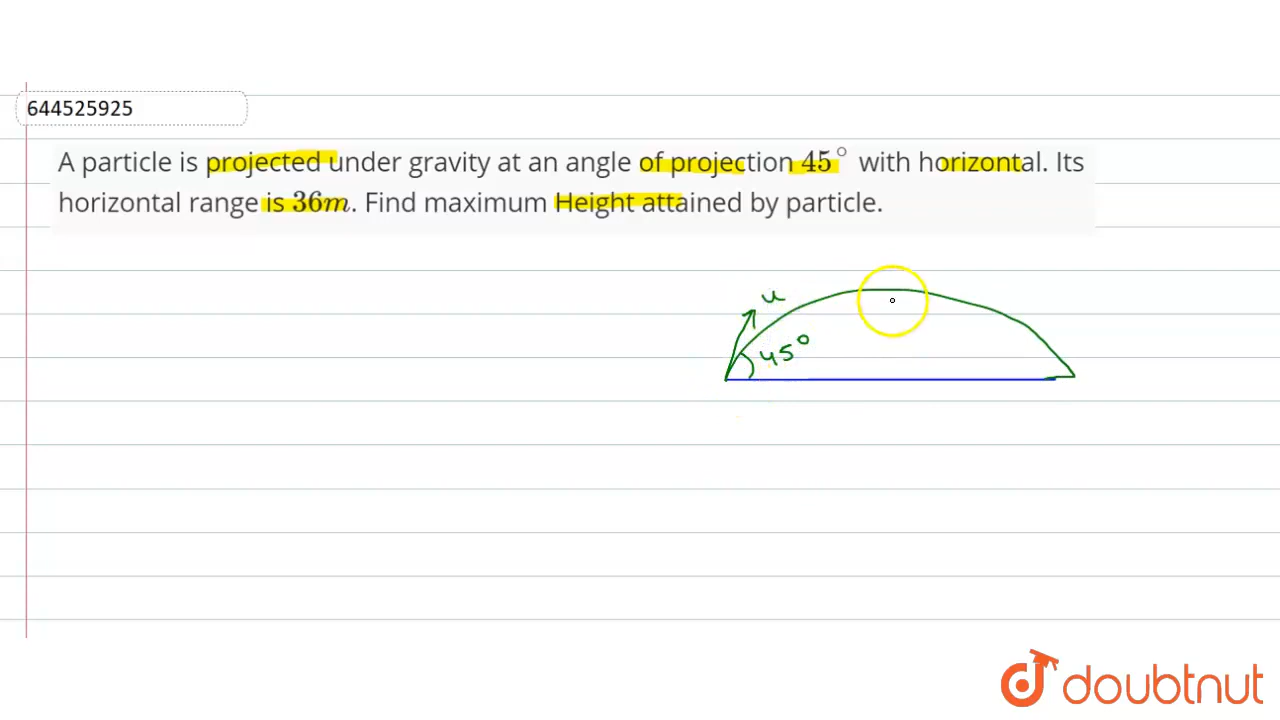 644525925
A particle is projected under gravity at an angle of projection 45° with horizontal. Its
horizontal range is 36m. Find maximum Height attained by particle.
u
45°
doubtnut